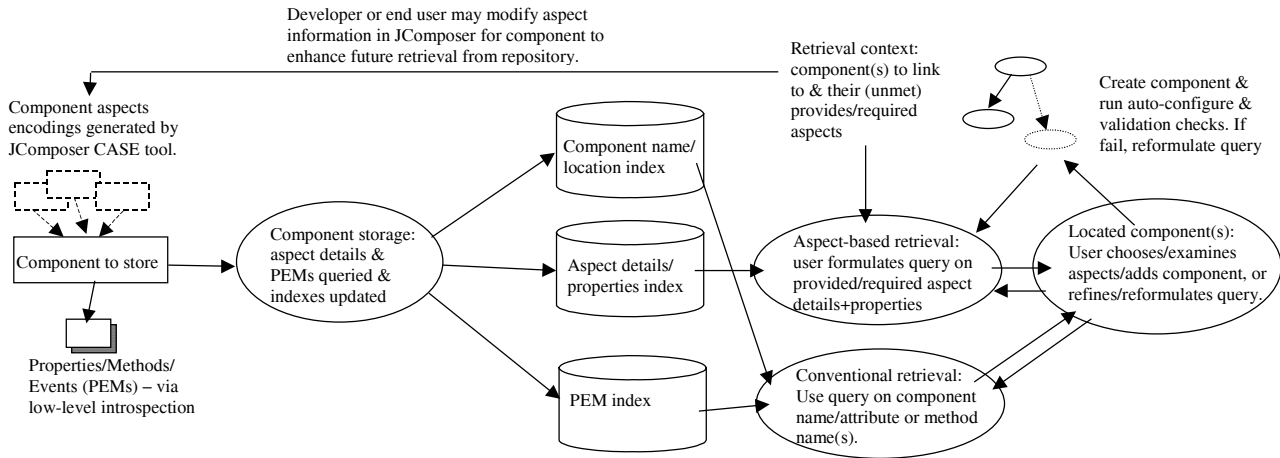 Developer or end user may modify aspect
information in JComposer for component to
enhance future retrieval from repository.
Component aspects
encodings generated by
JComposer CASE tool.
Component to store
Properties/Methods/
Events (PEMs) – via
low-level introspection
Component storage:
aspect details &
PEMs queried &
indexes updated
Component name/
location index
Aspect details/
properties index
PEM index
Retrieval context:
component(s) to link
to & their (unmet)
provides/required
aspects
Aspect-based retrieval:
user formulates query on
provided/required aspect
details+properties
Conventional retrieval:
Use query on component
name/attribute or method
name(s).
Create component &
run auto-configure &
validation checks. If
fail, reformulate query
Located component(s):
User chooses/examines
aspects/adds component, or
refines/reformulates query.